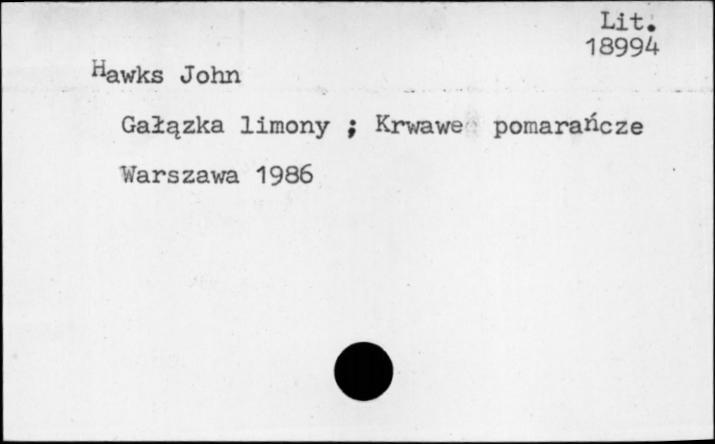 Lit.
18994
Hawks John
Gałązka limony ; Krwawe pomarańcze
Warszawa 1986